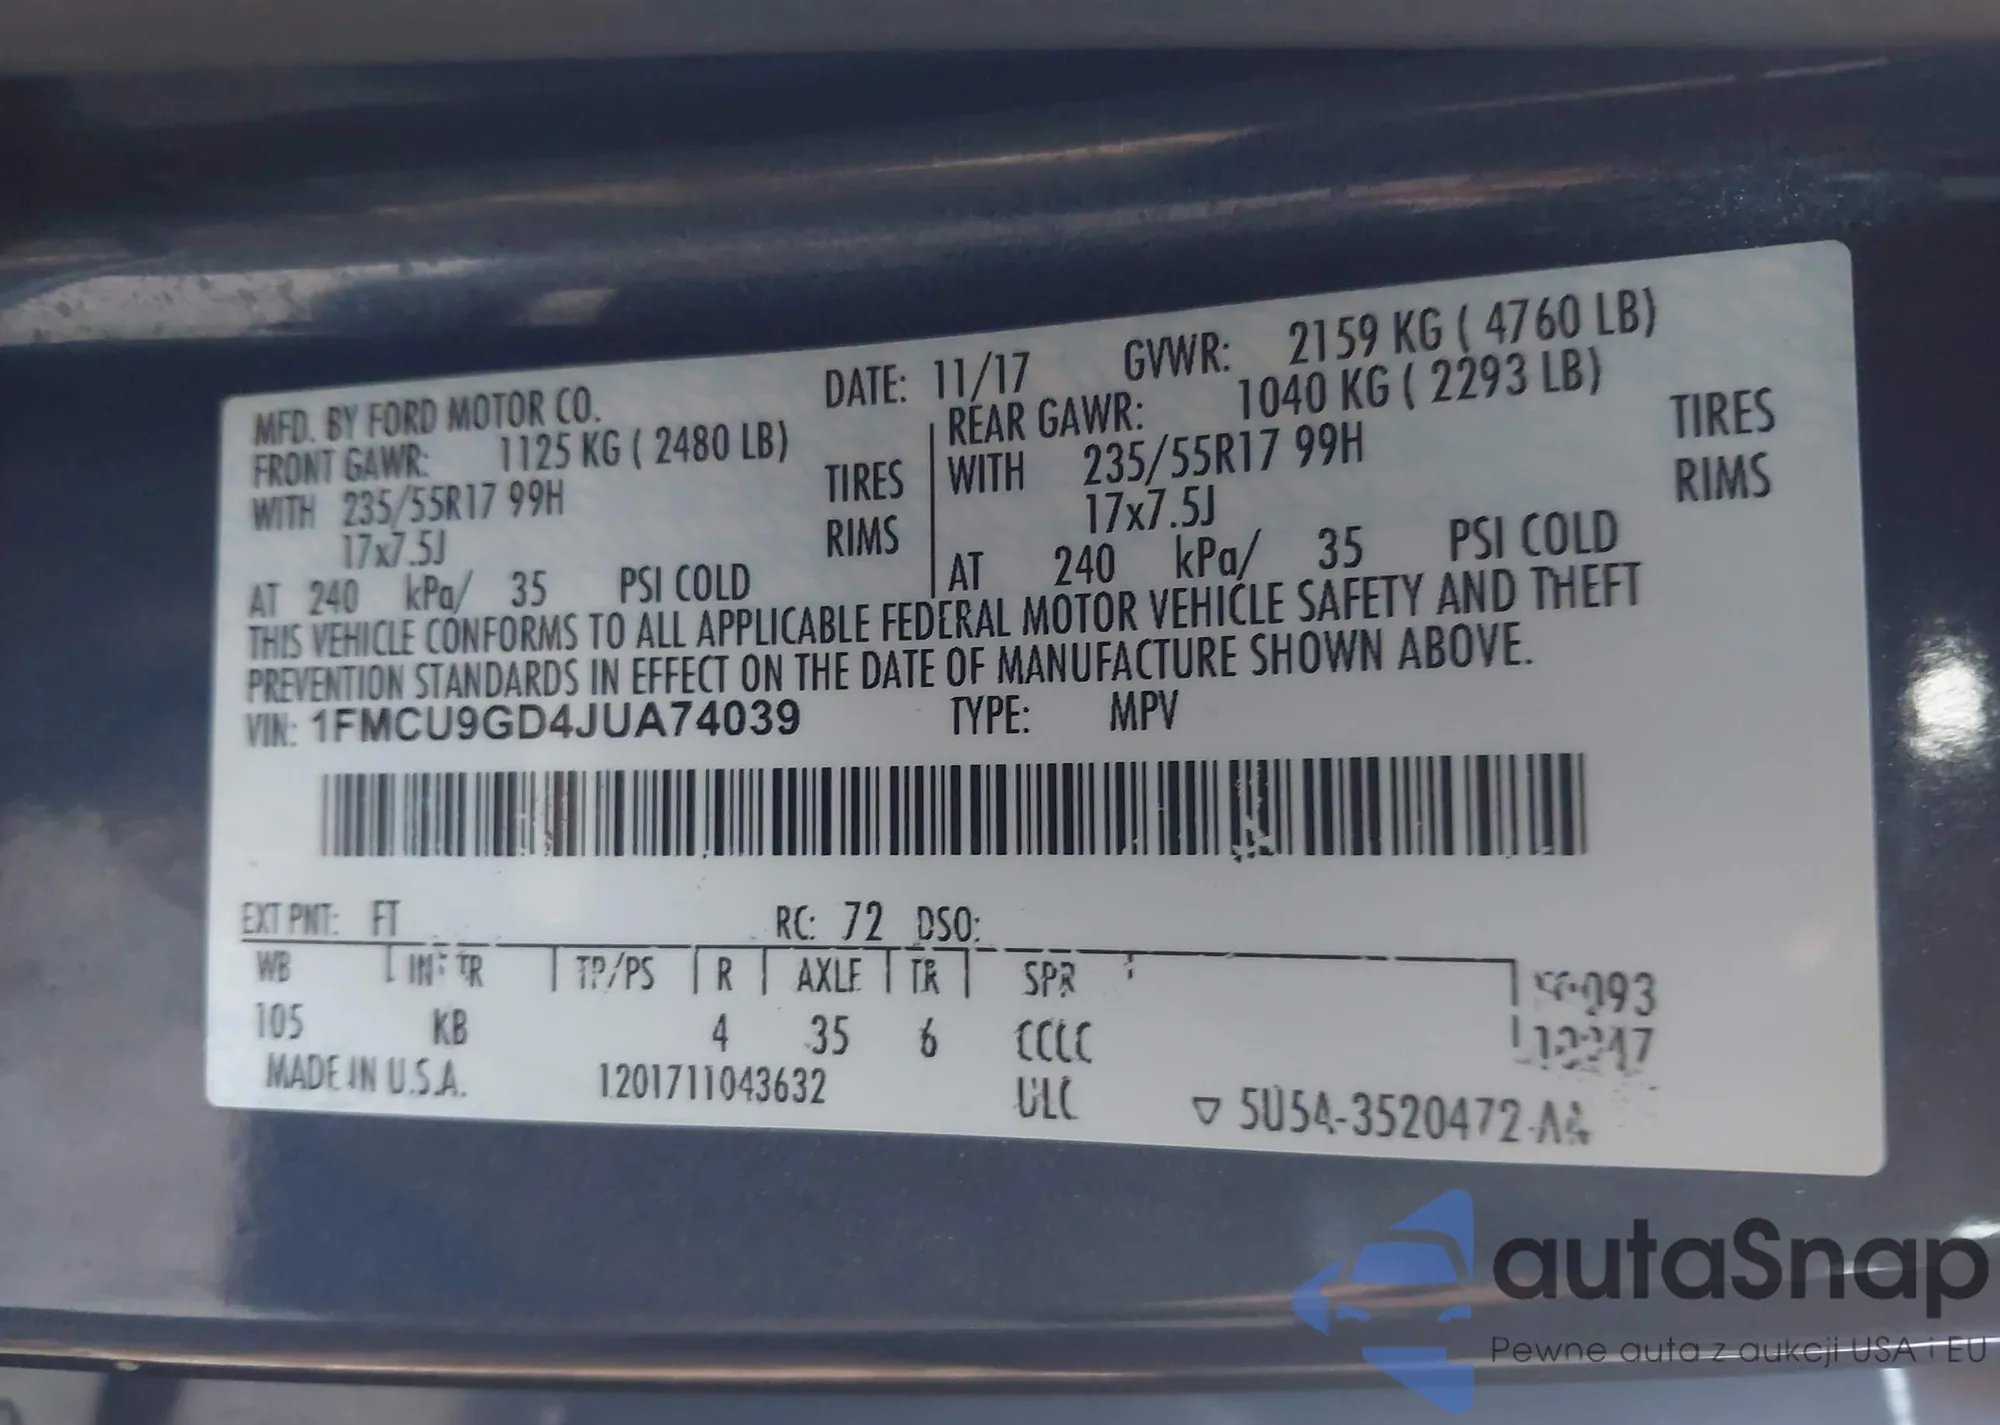 MFD. BY FORD MOTOR CO. DATE: 11/17 GVWR: 2159 KG ( 4760 LB)
FRONT GAWR: 1125 KG ( 2480 LB) REAR GAWR: 1040 KG ( 2293 LB)
WITH 235/55R17 99H TIRES WITH 235/55R17 99H TIRES
17x7.5J RIMS 17x7.5J RIMS
AT 240 kPa/ 35 PSI COLD AT 240 kPa/ 35 PSI COLD
THIS VEHICLE CONFORMS TO ALL APPLICABLE FEDERAL MOTOR VEHICLE SAFETY AND THEFT
PREVENTION STANDARDS IN EFFECT ON THE DATE OF MANUFACTURE SHOWN ABOVE.
VIN: 1FMCU9GD4JUA74039 TYPE: MPV
EXT PNT: FT RC: 72 DSO:
WB INT TR TP/PS R AXLE TR SPR
105 KB 4 35 6 CCCC
MADE IN U.S.A. 1201711043632 ULC
▽ 5U5A-3520472-AA
autaSnap
Pewne auta z aukcji USA i EU